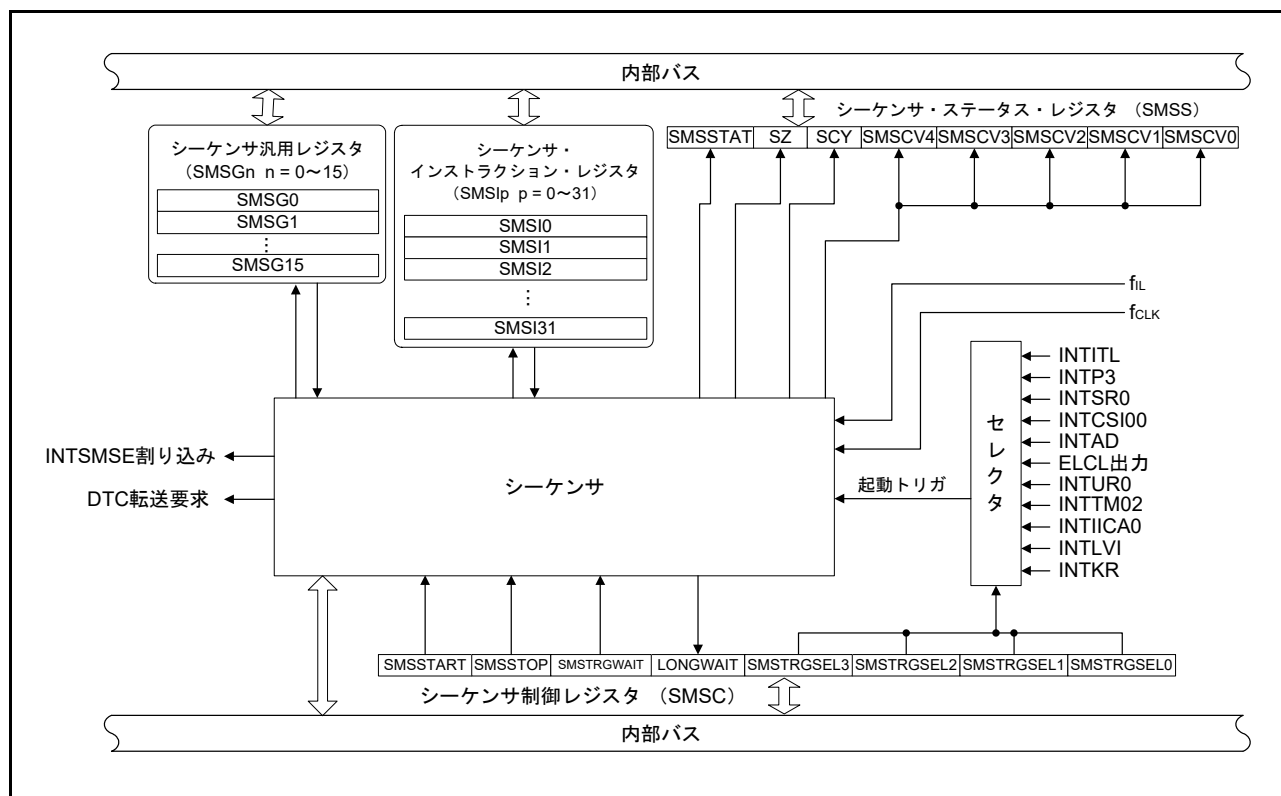 内部バス
シーケンサ・ステータス・レジスタ （SMSS）
SMSSTAT SZ SCY SMSCV4 SMSCV3 SMSCV2 SMSCV1 SMSCV0
シーケンサ汎用レジスタ
（SMSGn n = 0～15）
SMSG0
SMSG1
⋮
SMSG15
シーケンサ・
インストラクション・レジスタ
（SMSIp p = 0～31）
SMSI0
SMSI1
SMSI2
⋮
SMSI31
fIL
fCLK
INTITL
INTP3
INTSR0
INTCSI00
INTAD
ELCL出力
INTUR0
INTTM02
INTIICA0
INTLVI
INTKR
セレクタ
起動トリガ
シーケンサ
INTSMSE割り込み
DTC転送要求
SMSSTART SMSSTOP SMSTRGWAIT LONGWAIT SMSTRGSEL3 SMSTRGSEL2 SMSTRGSEL1 SMSTRGSEL0
シーケンサ制御レジスタ （SMSC）
内部バス